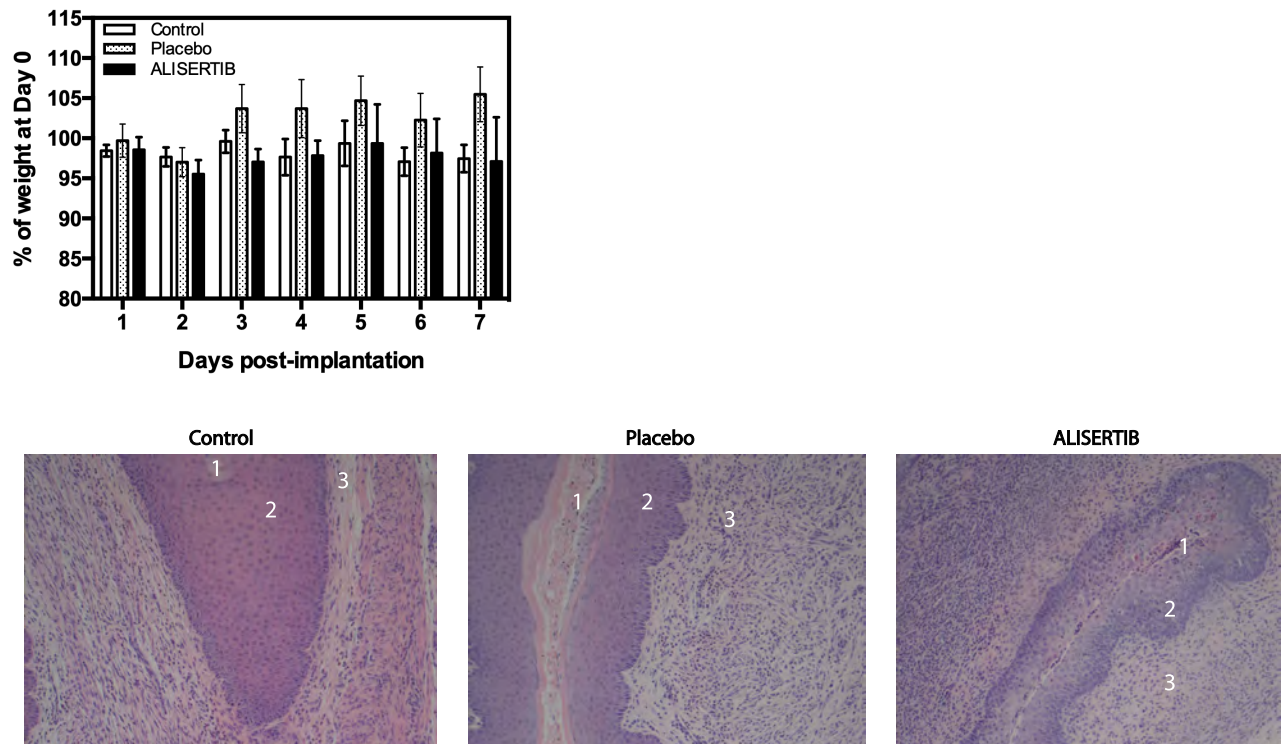 115
110
105
100
95
90
85
80
% of weight at Day 0
Control
Placebo
ALISERTIB
1 2 3 4 5 6 7
Days post-implantation
Control Placebo ALISERTIB
1 2 3
1 2 3
1 2 3